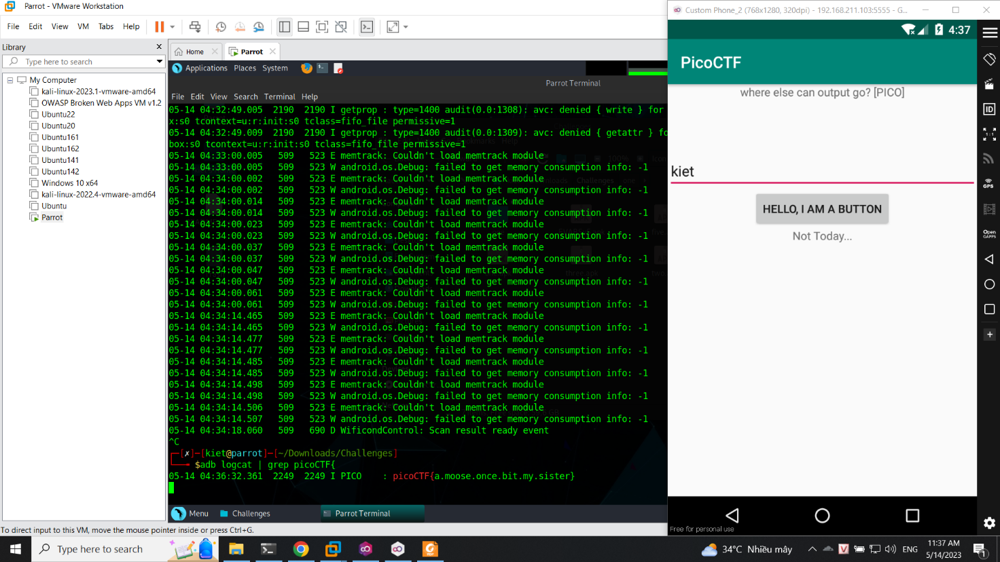 Parrot - VMware Workstation
File Edit View VM Tabs Help
Library
Type here to search
My Computer
kali-linux-2023.1-vmware-amd64
OWASP Broken Web Apps VM v1.2
Ubuntu22
Ubuntu20
Ubuntu161
Ubuntu162
Ubuntu141
Ubuntu142
Windows 10 x64
kali-linux-2022.4-vmware-amd64
Ubuntu
Parrot
Home
Parrot
Applications Places System
Parrot Terminal
File Edit View Search Terminal Help
05-14 04:32:49.005 2190 2190 I getprop : type=1400 audit(0.0:1308): avc: denied { write } for
x:s0 tcontext=u:r:init:s0 tclass=fifo_file permissive=1
05-14 04:32:49.009 2190 2190 I getprop : type=1400 audit(0.0:1309): avc: denied { getattr } fo
box:s0 tcontext=u:r:init:s0 tclass=fifo_file permissive=1
05-14 04:33:00.005 509 523 E memtrack: Couldn't load memtrack module
05-14 04:33:00.005 509 523 W android.os.Debug: failed to get memory consumption info: -1
05-14 04:34:00.002 509 523 E memtrack: Couldn't load memtrack module
05-14 04:34:00.002 509 523 W android.os.Debug: failed to get memory consumption info: -1
05-14 04:34:00.014 509 523 E memtrack: Couldn't load memtrack module
05-14 04:34:00.014 509 523 W android.os.Debug: failed to get memory consumption info: -1
05-14 04:34:00.023 509 523 E memtrack: Couldn't load memtrack module
05-14 04:34:00.023 509 523 W android.os.Debug: failed to get memory consumption info: -1
05-14 04:34:00.037 509 523 E memtrack: Couldn't load memtrack module
05-14 04:34:00.037 509 523 W android.os.Debug: failed to get memory consumption info: -1
05-14 04:34:00.047 509 523 E memtrack: Couldn't load memtrack module
05-14 04:34:00.047 509 523 W android.os.Debug: failed to get memory consumption info: -1
05-14 04:34:00.061 509 523 E memtrack: Couldn't load memtrack module
05-14 04:34:00.061 509 523 W android.os.Debug: failed to get memory consumption info: -1
05-14 04:34:14.465 509 523 E memtrack: Couldn't load memtrack module
05-14 04:34:14.465 509 523 W android.os.Debug: failed to get memory consumption info: -1
05-14 04:34:14.477 509 523 E memtrack: Couldn't load memtrack module
05-14 04:34:14.477 509 523 W android.os.Debug: failed to get memory consumption info: -1
05-14 04:34:14.485 509 523 E memtrack: Couldn't load memtrack module
05-14 04:34:14.485 509 523 W android.os.Debug: failed to get memory consumption info: -1
05-14 04:34:14.498 509 523 E memtrack: Couldn't load memtrack module
05-14 04:34:14.498 509 523 W android.os.Debug: failed to get memory consumption info: -1
05-14 04:34:14.506 509 523 E memtrack: Couldn't load memtrack module
05-14 04:34:14.507 509 523 W android.os.Debug: failed to get memory consumption info: -1
05-14 04:34:18.060 509 690 D WificondControl: Scan result ready event
^C
[✗]-[kiet@parrot]-[~/Downloads/Challenges]
$adb logcat | grep picoCTF{
05-14 04:36:32.361 2249 2249 I PICO : picoCTF{a.moose.once.bit.my.sister}
Menu Challenges Parrot Terminal
To direct input to this VM, move the mouse pointer inside or press Ctrl+G.
Custom Phone_2 (768x1280, 320dpi) - 192.168.211.103:5555 - G...
4:37
PicoCTF
where else can output go? [PICO]
kiet
HELLO, I AM A BUTTON
Not Today...
Free for personal use
ID
1:1
GPS
Open
GAPPS
Type here to search
34°C Nhiều mây
ENG
11:37 AM
5/14/2023
1